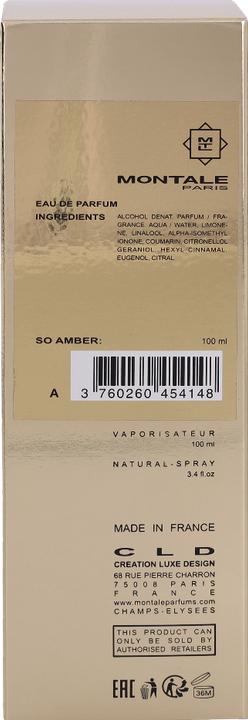 MTL
MONTALE
PARIS
EAU DE PARFUM
INGREDIENTS
ALCOHOL DENAT. PARFUM / FRA-
GRANCE AQUA / WATER, LIMONE-
NE, LINALOOL, ALPHA-ISOMETHYL
IONONE, COUMARIN, CITRONELLOL
GERANIOL, HEXYL CINNAMAL,
EUGENOL, CITRAL
SO AMBER: 100 ml
A 3 760260 454148
VAPORISATEUR
100 ml
NATURAL-SPRAY
3.4 fl.oz
MADE IN FRANCE
CLD
CREATION LUXE DESIGN
68 RUE PIERRE CHARRON
75008 PARIS
FRANCE
www.montaleparfums.com
CHAMPS-ELYSEES
THIS PRODUCT CAN
ONLY BE SOLD BY
AUTHORISED RETAILERS
EAC 36M